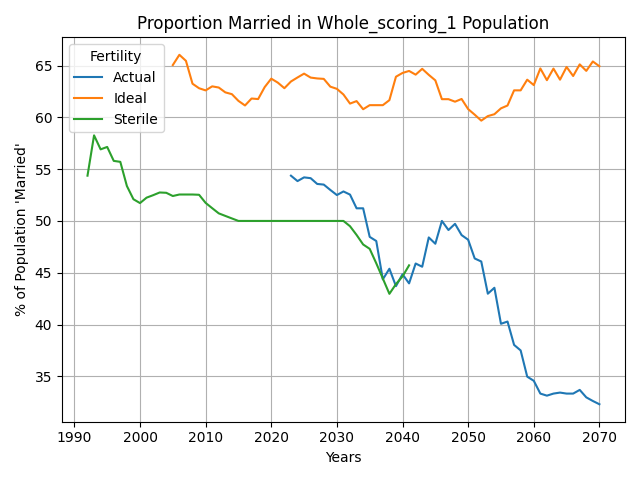 Proportion Married in Whole_scoring_1 Population
Fertility
Actual
Ideal
Sterile
% of Population 'Married'
65
60
55
50
45
40
35
1990
2000
2010
2020
2030
2040
2050
2060
2070
Years